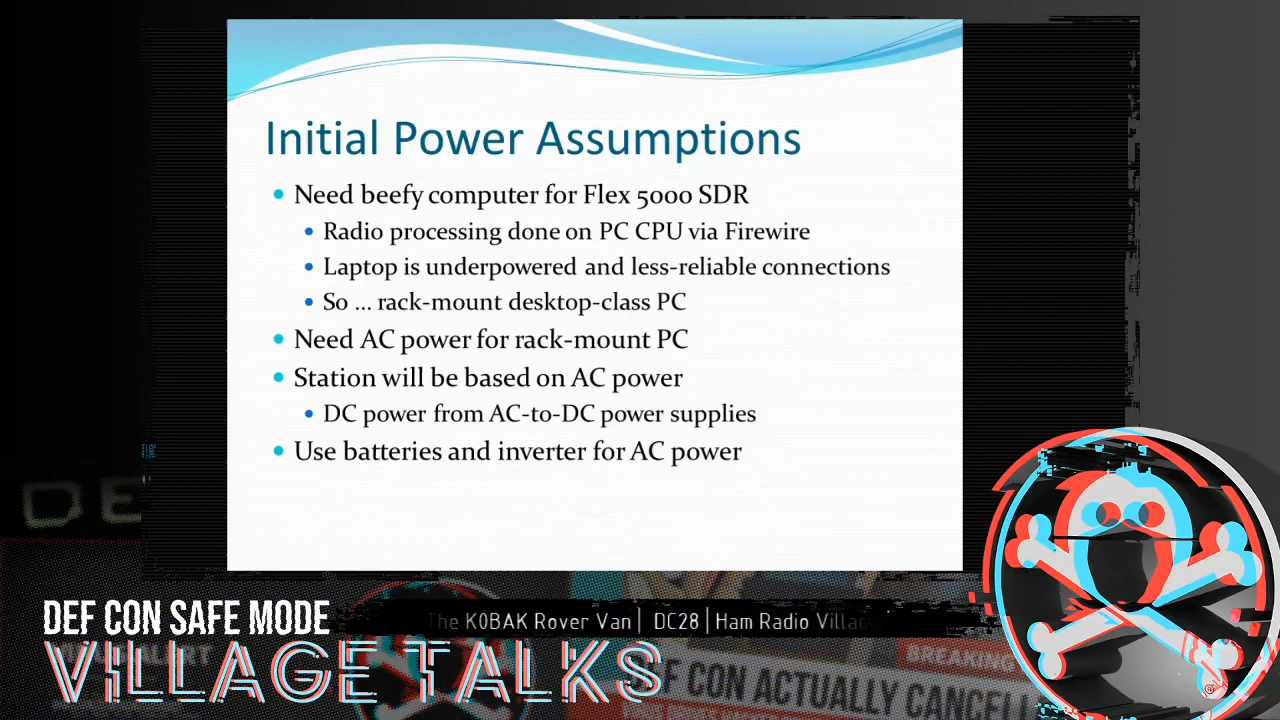 Initial Power Assumptions
Need beefy computer for Flex 5000 SDR
Radio processing done on PC CPU via Firewire
Laptop is underpowered and less-reliable connections
So ... rack-mount desktop-class PC
Need AC power for rack-mount PC
Station will be based on AC power
DC power from AC-to-DC power supplies
Use batteries and inverter for AC power
DEF CON SAFE MODE
The K0BAK Rover Van | DC28 | Ham Radio Villag
VILLAGE TALKS
DEF CON ACTUALLY